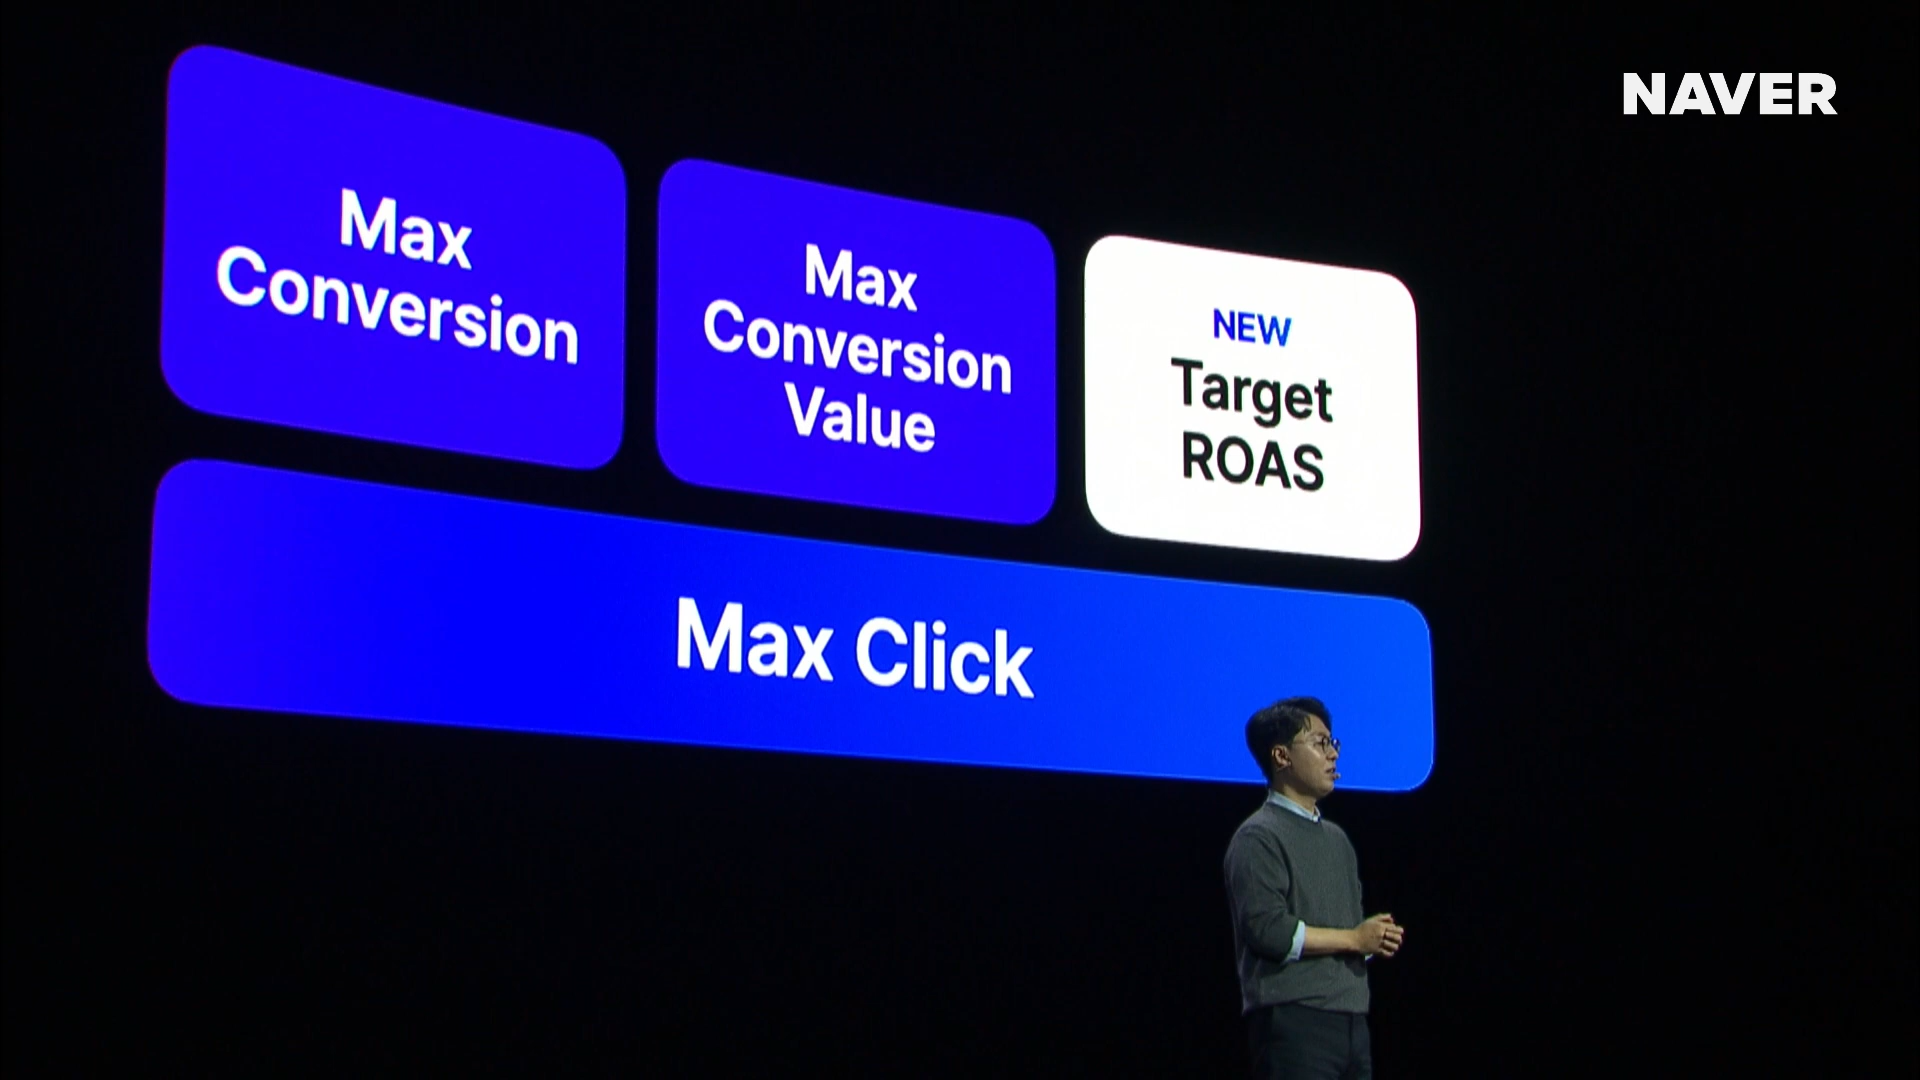 NAVER
Max
Conversion
Max
Conversion
Value
NEW
Target
ROAS
Max Click